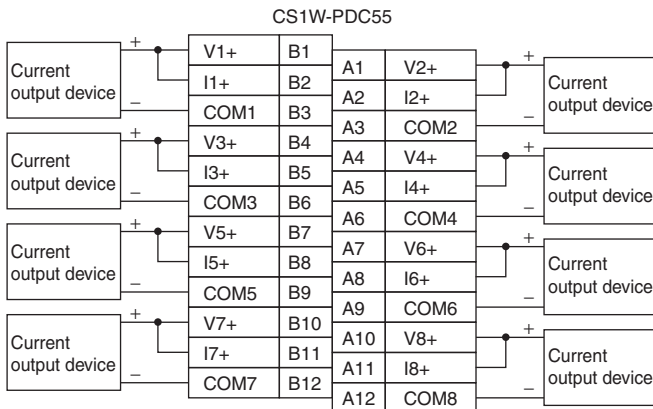 CS1W-PDC55
+ V1+ B1
Current output device
I1+ B2
− COM1 B3
+ V3+ B4
Current output device
I3+ B5
− COM3 B6
+ V5+ B7
Current output device
I5+ B8
− COM5 B9
+ V7+ B10
Current output device
I7+ B11
− COM7 B12
A1 V2+ +
Current output device
A2 I2+
A3 COM2 −
A4 V4+ +
Current output device
A5 I4+
A6 COM4 −
A7 V6+ +
Current output device
A8 I6+
A9 COM6 −
A10 V8+ +
Current output device
A11 I8+
A12 COM8 −